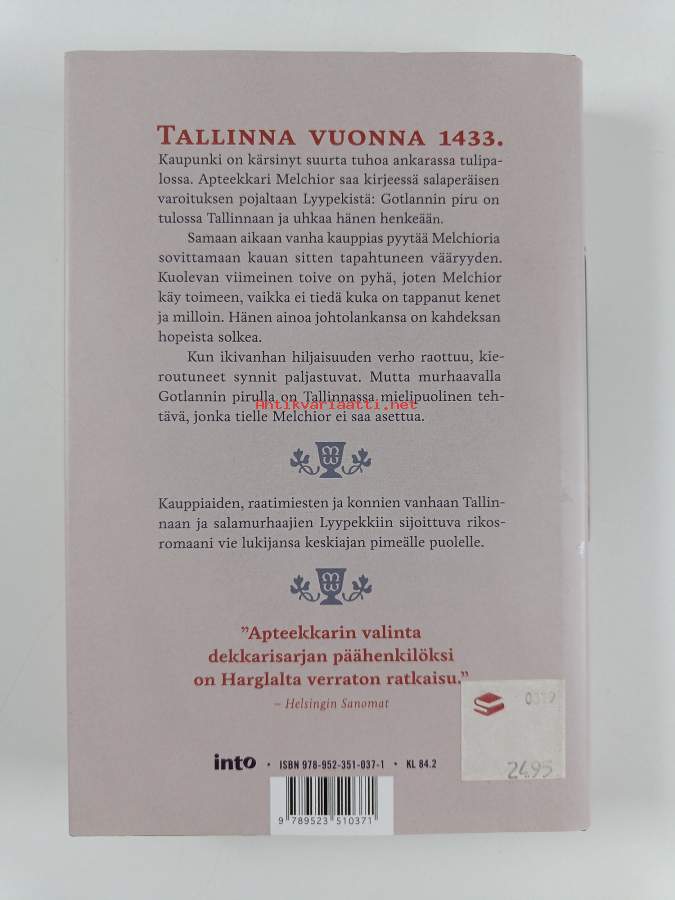 TALLINNA VUONNA 1433.
Kaupunki on kärsinyt suurta tuhoa ankarassa tulipa-
lossa. Apteekkari Melchior saa kirjeessä salaperäisen
varoituksen pojaltaan Lyypekistä: Gotlannin piru on
tulossa Tallinnaan ja uhkaa hänen henkeään.
Samaan aikaan vanha kauppias pyytää Melchioria
sovittamaan kauan sitten tapahtuneen vääryyden.
Kuolevan viimeinen toive on pyhä, joten Melchior
käy toimeen, vaikka ei tiedä kuka on tappanut kenet
ja milloin. Hänen ainoa johtolankansa on kahdeksan
hopeista solkea.
Kun ikivanhan hiljaisuuden verho raottuu, kie-
routuneet synnit paljastuvat. Mutta murhaavalla
Gotlannin pirulla on Tallinnassa mielipuolinen teh-
Antikvariaatti.net
tävä, jonka tielle Melchior ei saa asettua.
Kauppiaiden, raatimiesten ja konnien vanhaan Tallin-
naan ja salamurhaajien Lyypekkiin sijoittuva rikos-
romaani vie lukijansa keskiajan pimeälle puolelle.
"Apteekkarin valinta
dekkarisarjan päähenkilöksi
on Harglalta verraton ratkaisu."
– Helsingin Sanomat
0319
24.95
into • ISBN 978-952-351-037-1 • KL 84.2
9 789523 510371